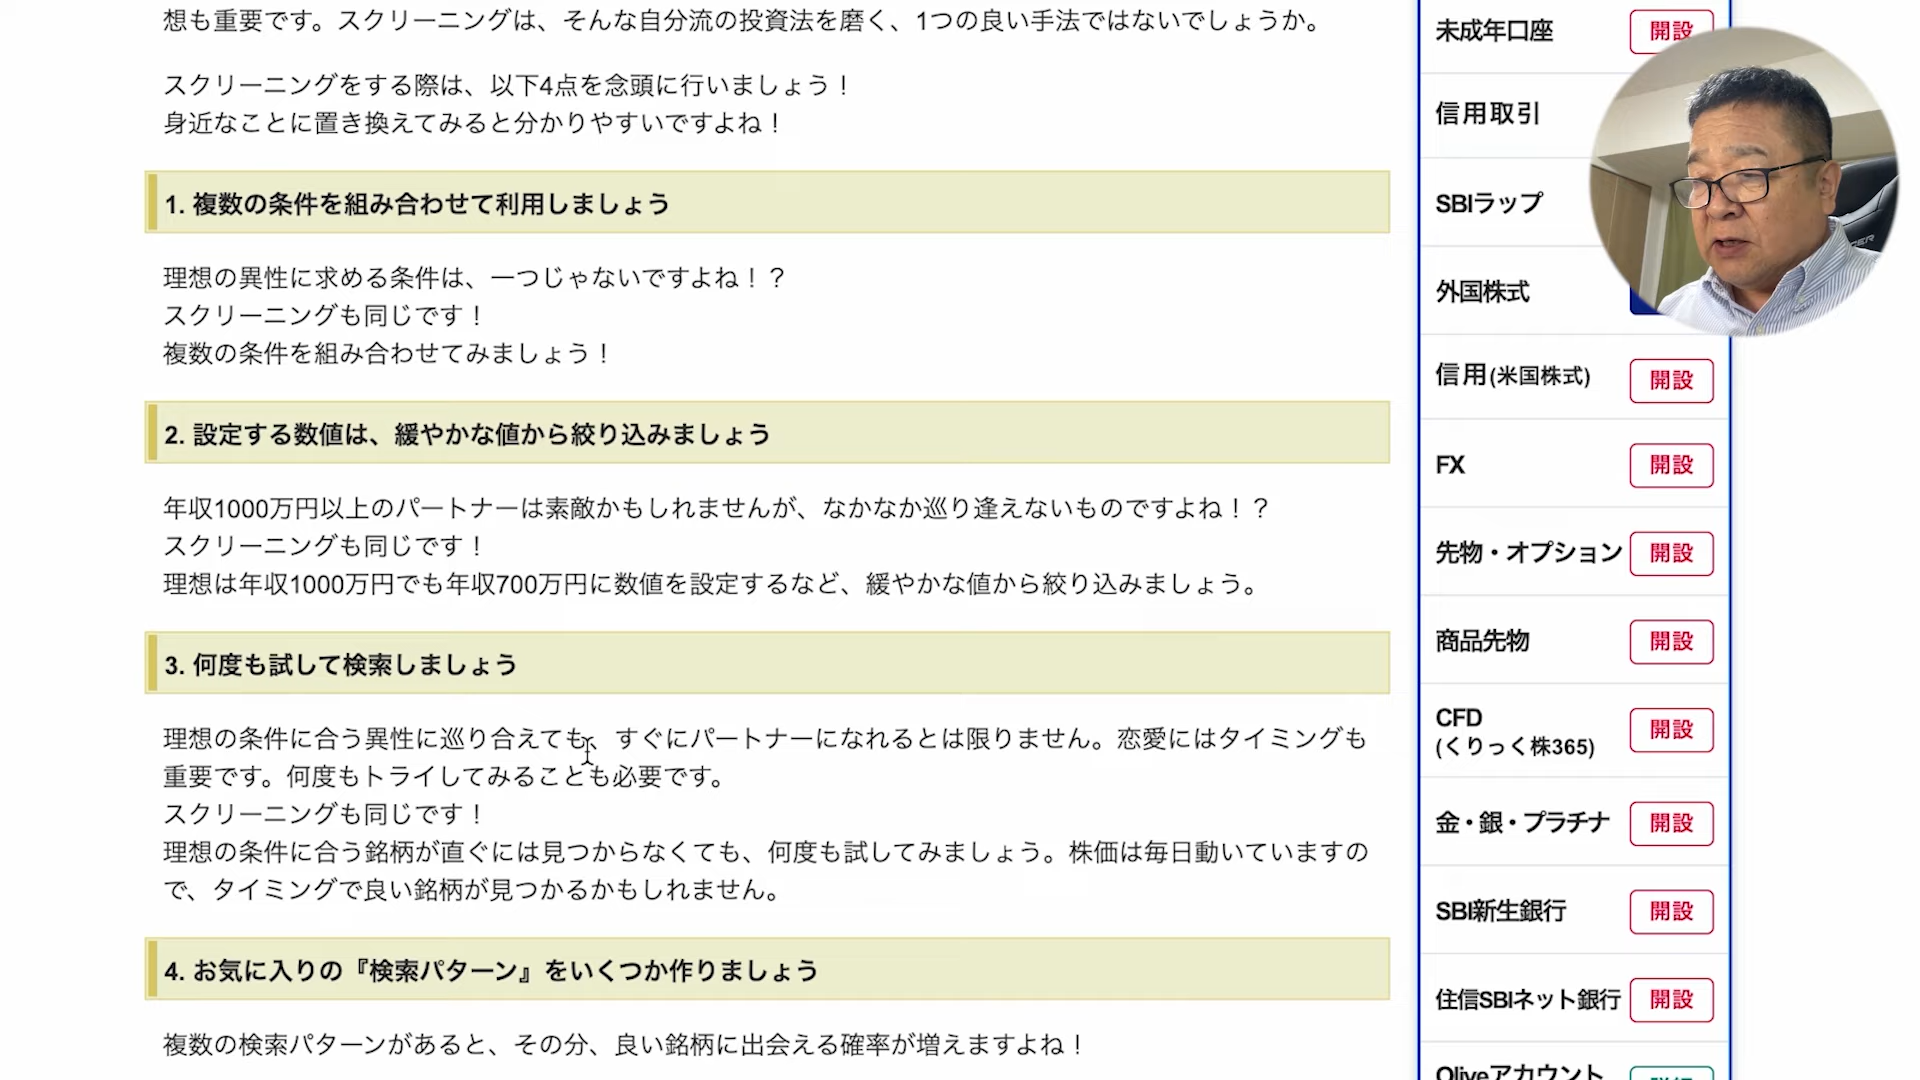 想も重要です。スクリーニングは、そんな自分流の投資法を磨く、1つの良い手法ではないでしょうか。
スクリーニングをする際は、以下4点を念頭に行いましょう！
身近なことに置き換えてみると分かりやすいですよね！
1. 複数の条件を組み合わせて利用しましょう
理想の異性に求める条件は、一つじゃないですよね！？
スクリーニングも同じです！
複数の条件を組み合わせてみましょう！
2. 設定する数値は、緩やかな値から絞り込みましょう
年収1000万円以上のパートナーは素敵かもしれませんが、なかなか巡り逢えないものですよね！？
スクリーニングも同じです！
理想は年収1000万円でも年収700万円に数値を設定するなど、緩やかな値から絞り込みましょう。
3. 何度も試して検索しましょう
理想の条件に合う異性に巡り合えても、すぐにパートナーになれるとは限りません。恋愛にはタイミングも
重要です。何度もトライしてみることも必要です。
スクリーニングも同じです！
理想の条件に合う銘柄が直ぐには見つからなくても、何度も試してみましょう。株価は毎日動いていますの
で、タイミングで良い銘柄が見つかるかもしれません。
4. お気に入りの『検索パターン』をいくつか作りましょう
複数の検索パターンがあると、その分、良い銘柄に出会える確率が増えますよね！
未成年口座 開設
信用取引
SBIラップ
外国株式
信用(米国株式) 開設
FX 開設
先物・オプション 開設
商品先物 開設
CFD
(くりっく株365) 開設
金・銀・プラチナ 開設
SBI新生銀行 開設
住信SBIネット銀行 開設
Oliveアカウント